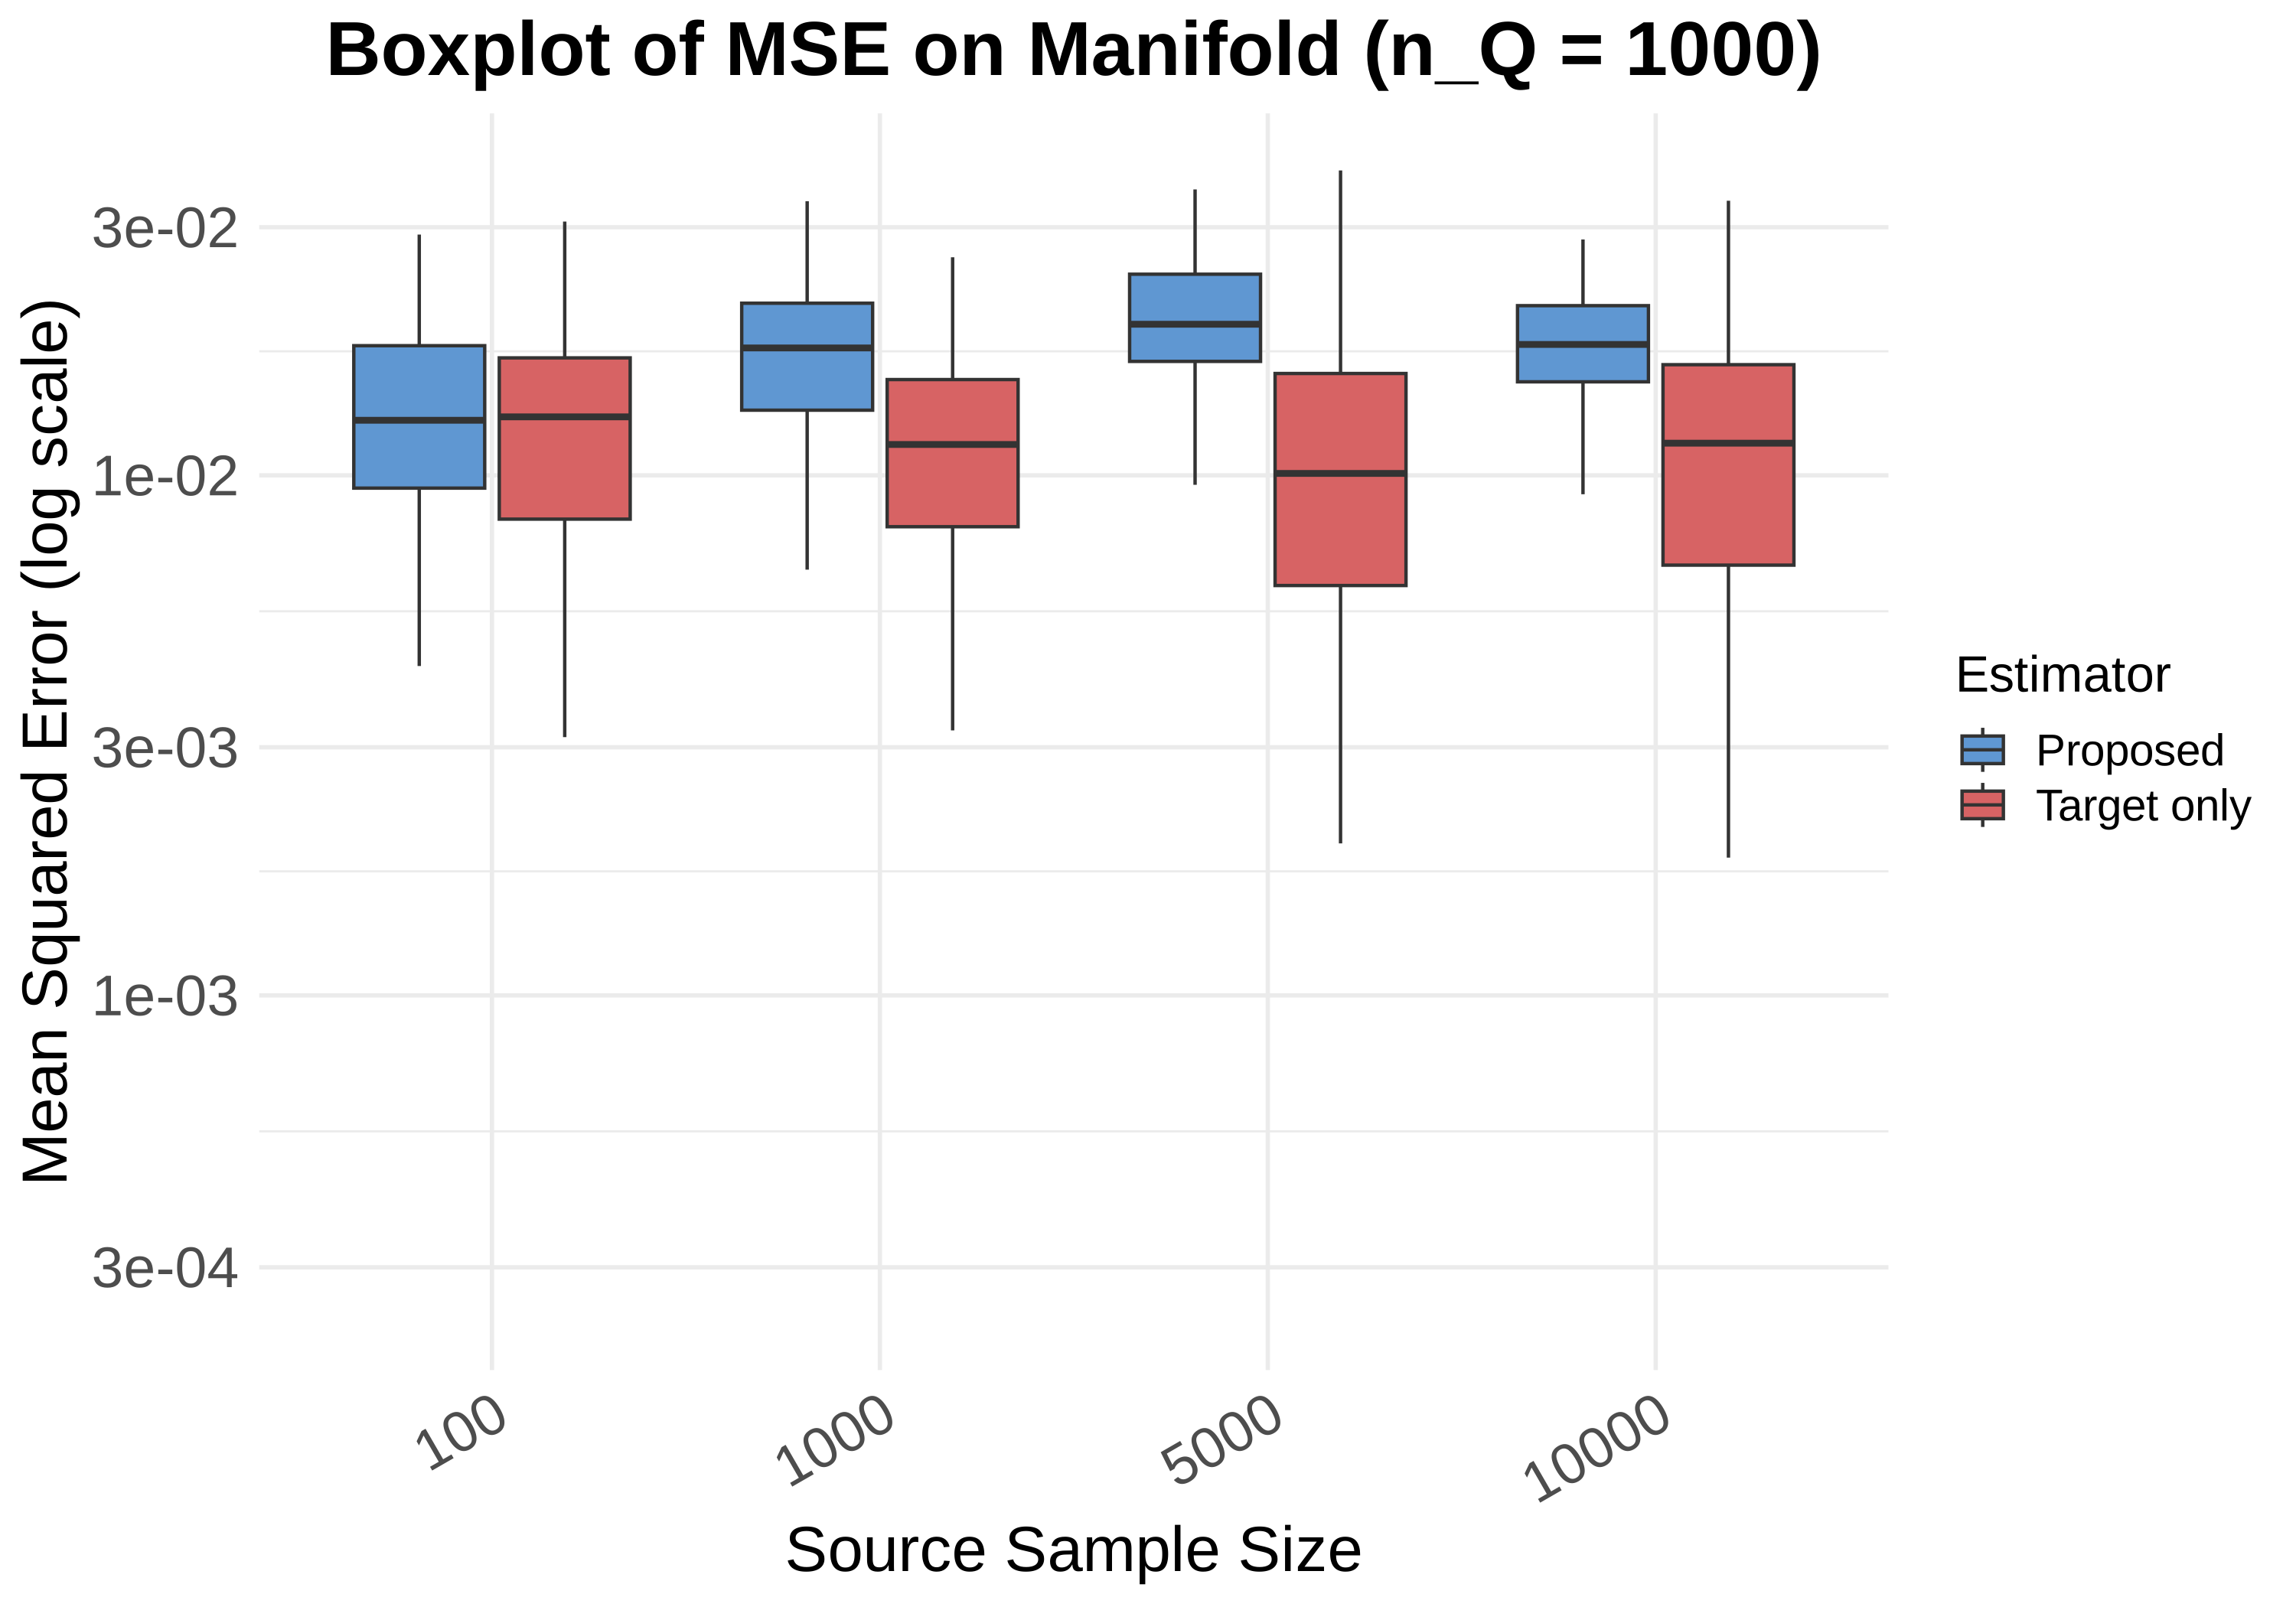 Boxplot of MSE on Manifold (n_Q = 1000)
Mean Squared Error (log scale)
3e-02
1e-02
3e-03
1e-03
3e-04
100
1000
5000
10000
Source Sample Size
Estimator
Proposed
Target only